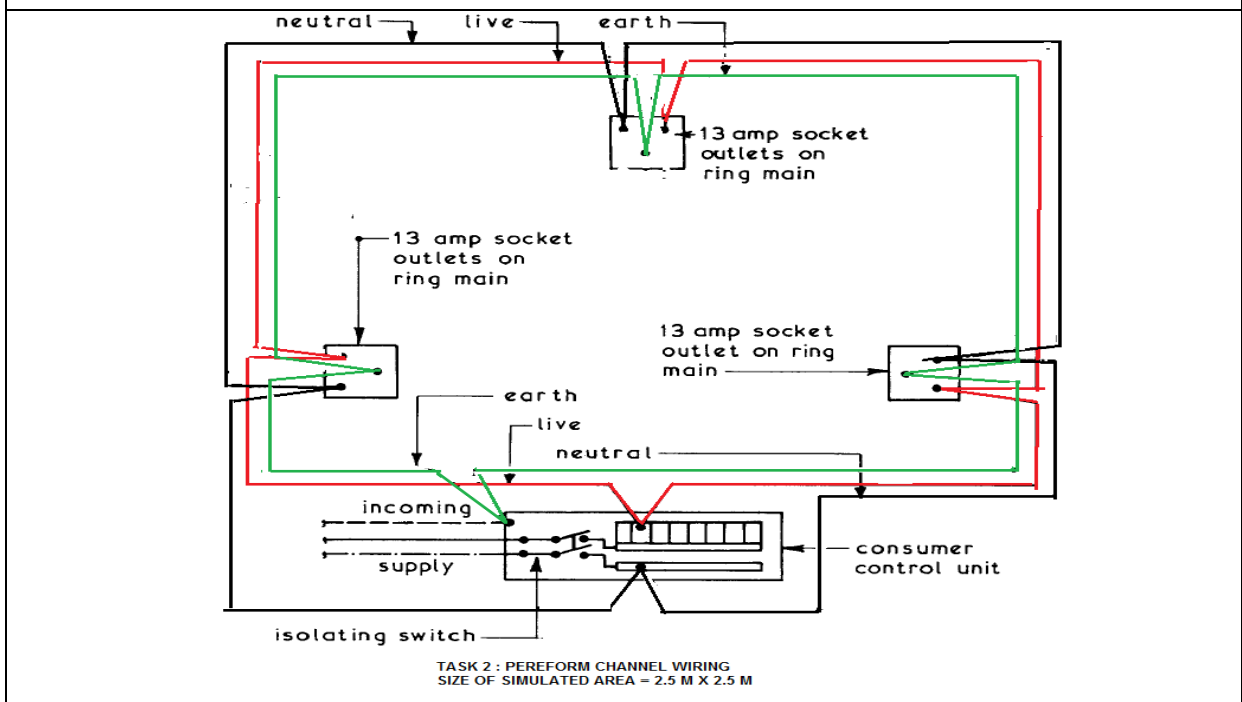 neutral
live
earth
13 amp socket
outlets on
ring main
13 amp socket
outlets on
ring main
13 amp socket
outlet on ring
main
earth
live
neutral
incoming
supply
consumer
control unit
isolating switch
TASK 2 : PEREFORM CHANNEL WIRING
SIZE OF SIMULATED AREA = 2.5 M X 2.5 M